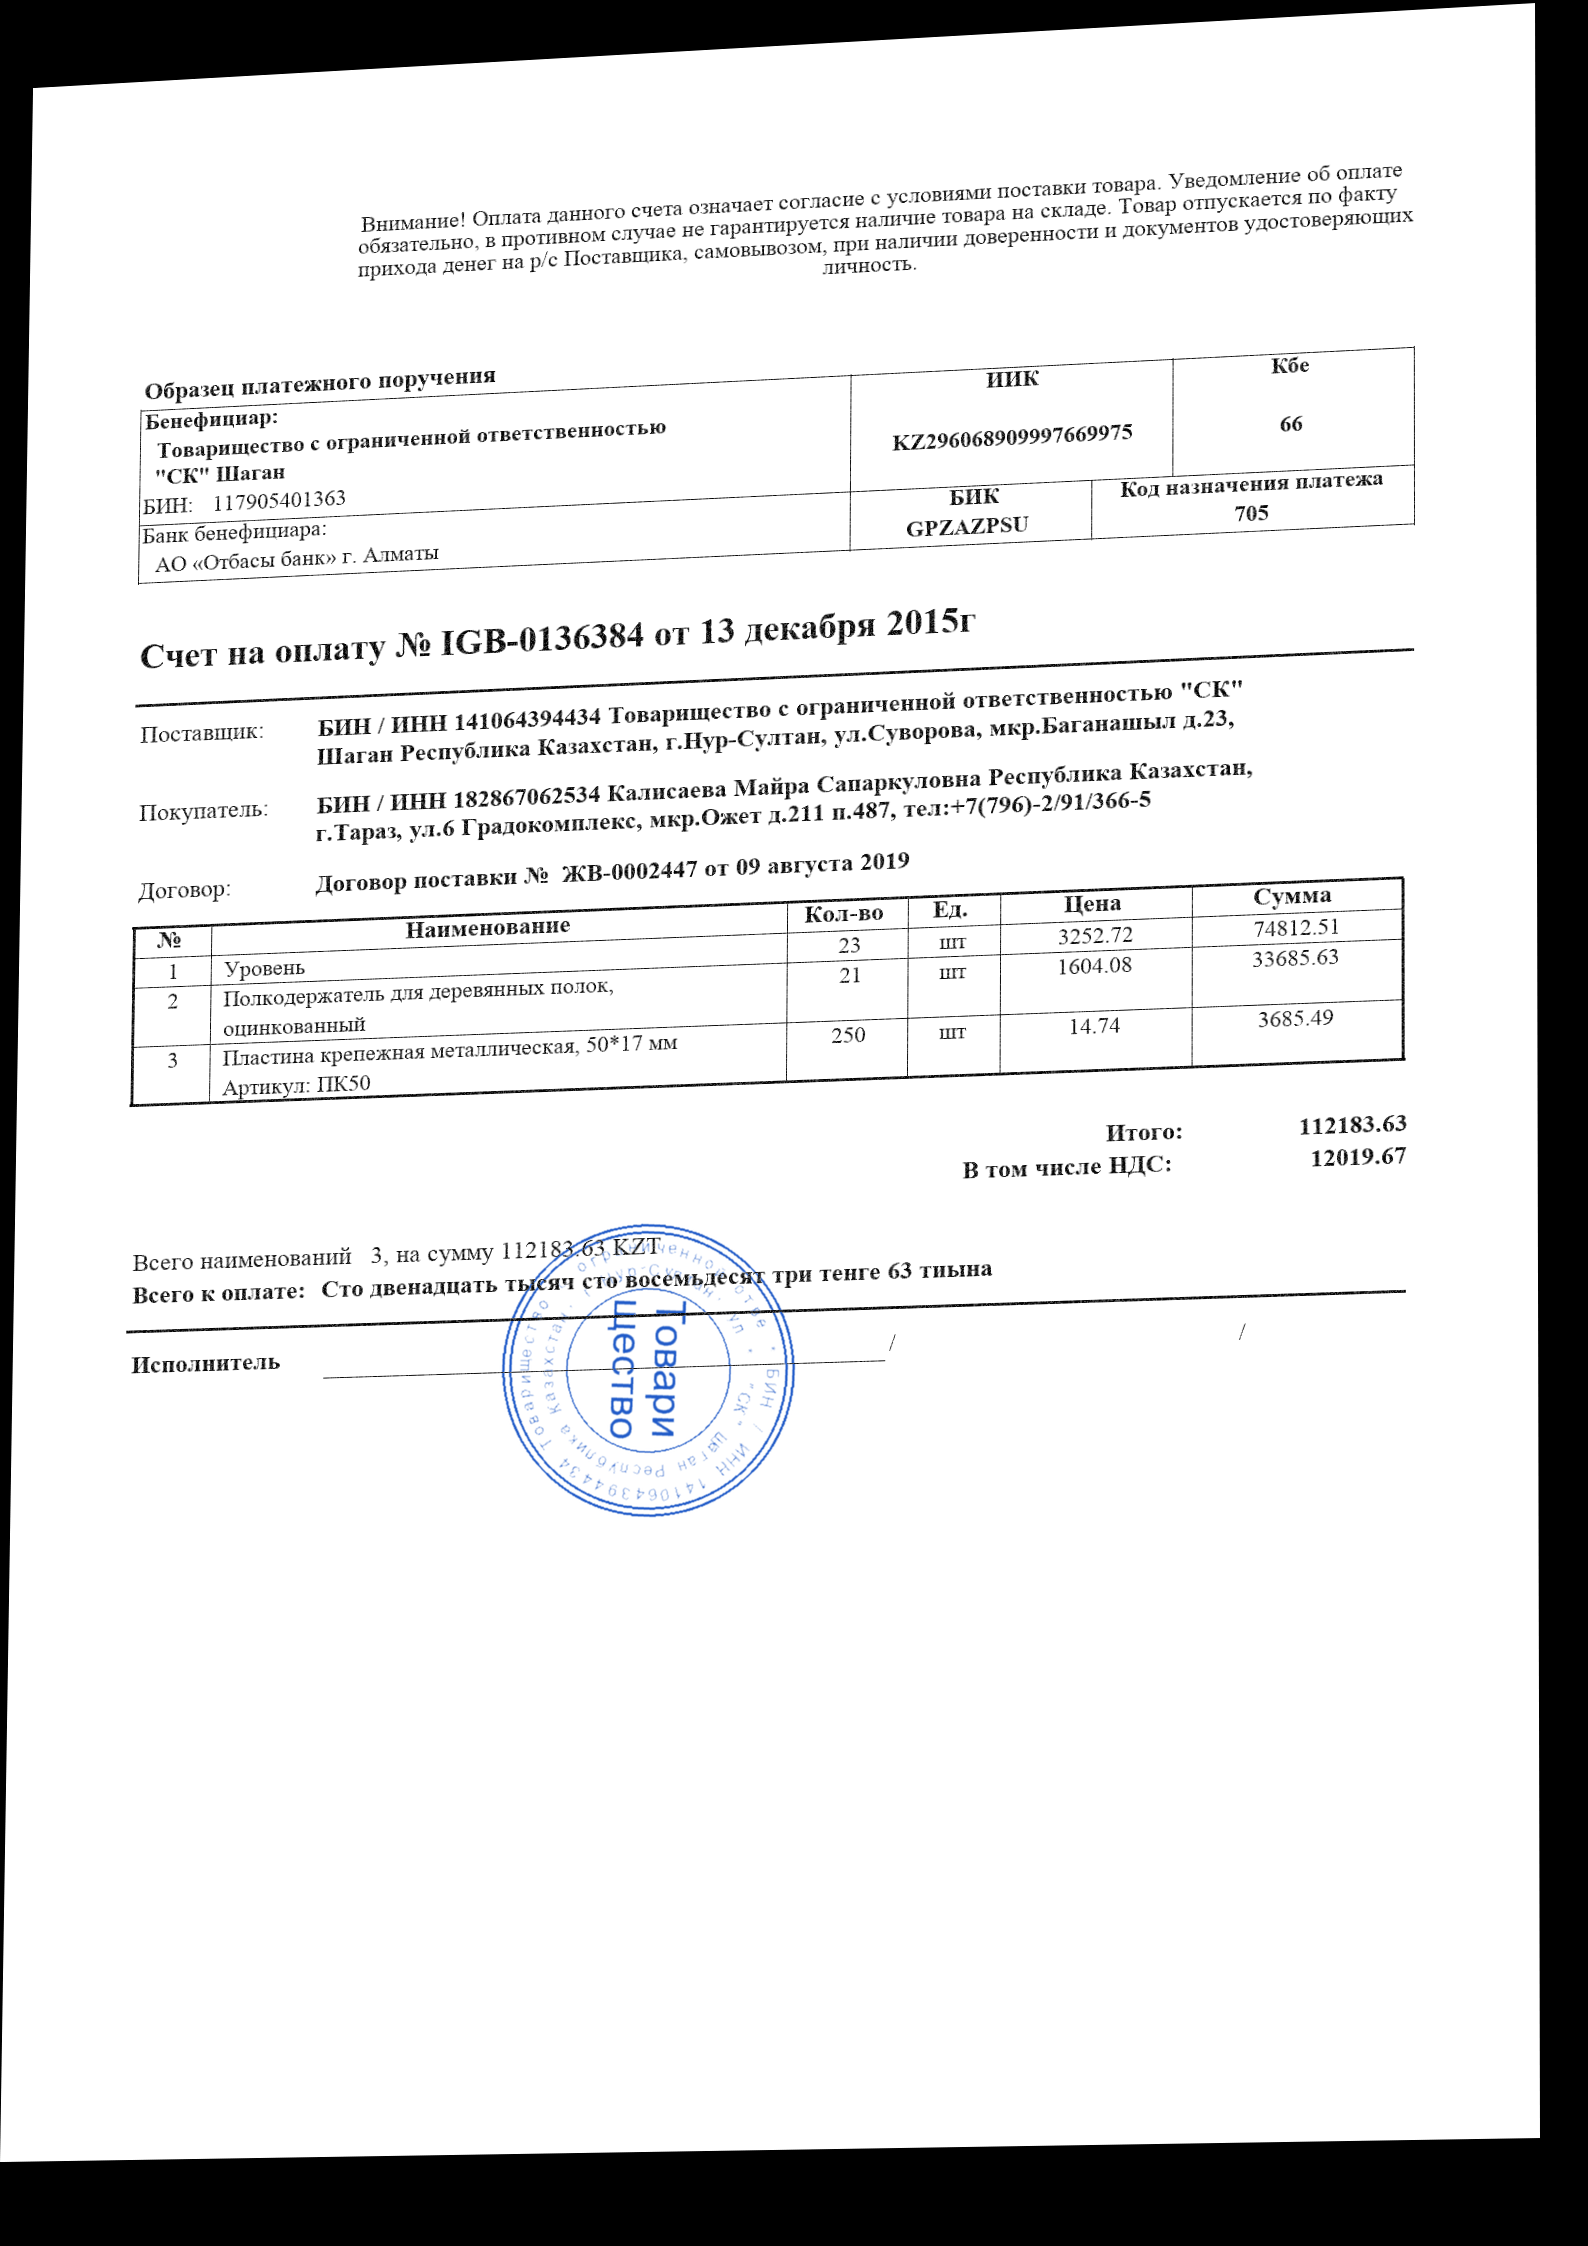 Внимание! Оплата данного счета означает согласие с условиями поставки товара. Уведомление об оплате
обязательно, в противном случае не гарантируется наличие товара на складе. Товар отпускается по факту
прихода денег на р/с Поставщика, самовывозом, при наличии доверенности и документов удостоверяющих
личность.
Образец платежного поручения
Бенефициар: ИИК Кбе
Товарищество с ограниченной ответственностью KZ296068909997669975 66
"СК" Шаган
БИН: 117905401363
Банк бенефициара: БИК Код назначения платежа
АО «Отбасы банк» г. Алматы GPZAZPSU 705
Счет на оплату № IGB-0136384 от 13 декабря 2015г
Поставщик: БИН / ИНН 141064394434 Товарищество с ограниченной ответственностью "СК"
Шаган Республика Казахстан, г.Нур-Султан, ул.Суворова, мкр.Баганашыл д.23,
Покупатель: БИН / ИНН 182867062534 Калисаева Майра Сапаркуловна Республика Казахстан,
г.Тараз, ул.6 Градокомплекс, мкр.Ожет д.211 п.487, тел:+7(796)-2/91/366-5
Договор: Договор поставки № ЖВ-0002447 от 09 августа 2019
№ Наименование Кол-во Ед. Цена Сумма
1 Уровень 23 шт 3252.72 74812.51
2 Полкодержатель для деревянных полок, 21 шт 1604.08 33685.63
оцинкованный
3 Пластина крепежная металлическая, 50*17 мм 250 шт 14.74 3685.49
Артикул: ПК50
Итого: 112183.63
В том числе НДС: 12019.67
Всего наименований 3, на сумму 112183.63 KZT
Всего к оплате: Сто двенадцать тысяч сто восемьдесят три тенге 63 тиына
Исполнитель / /
Товари
щество
БИН / ИНН 141064394434 Товарищество ограниченной отве
"СК" Шаган Республика Казахстан, г.Нур-Султан, ул